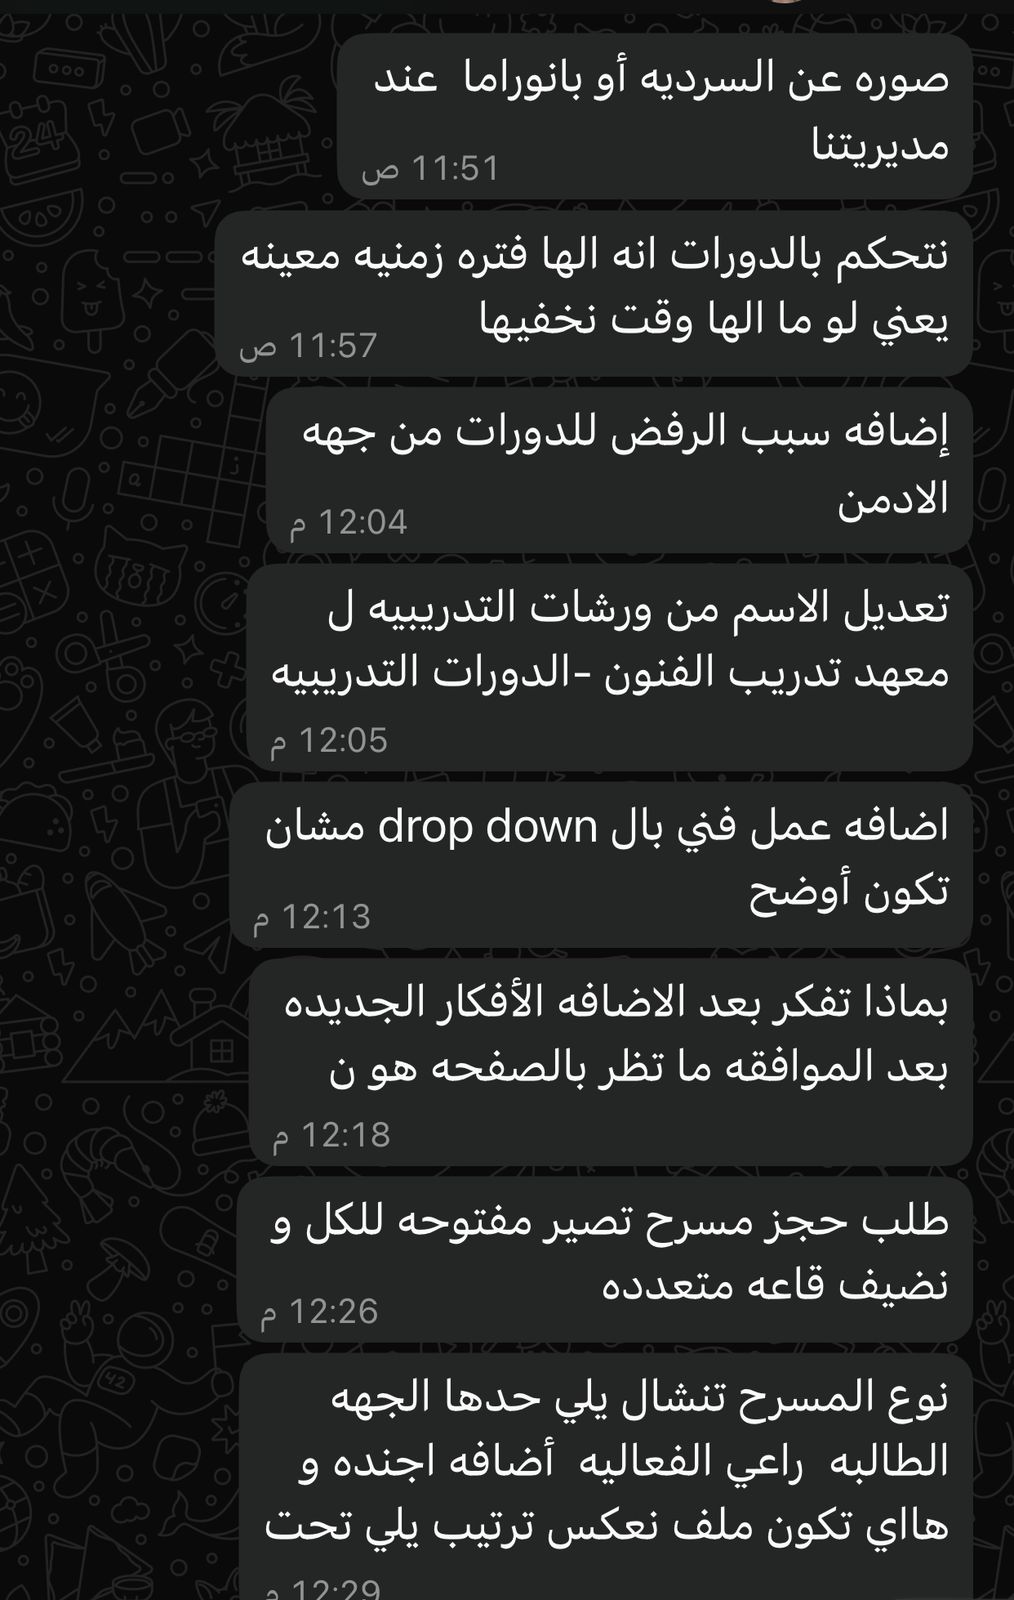 صوره عن السرديه أو بانوراما  عند
مديريتنا
11:51 ص
نتحكم بالدورات انه الها فتره زمنيه معينه
يعني لو ما الها وقت نخفيها
11:57 ص
إضافه سبب الرفض للدورات من جهه
الادمن
12:04 م
تعديل الاسم من ورشات التدريبيه ل
معهد تدريب الفنون -الدورات التدريبيه
12:05 م
اضافه عمل فني بال drop down مشان
تكون أوضح
12:13 م
بماذا تفكر بعد الاضافه الأفكار الجديده
بعد الموافقه ما تظر بالصفحه هو ن
12:18 م
طلب حجز مسرح تصير مفتوحه للكل و
نضيف قاعه متعدده
12:26 م
نوع المسرح تنشال يلي حدها الجهه
الطالبه  راعي الفعاليه  أضافه اجنده و
هااي تكون ملف نعكس ترتيب يلي تحت
12:29 م